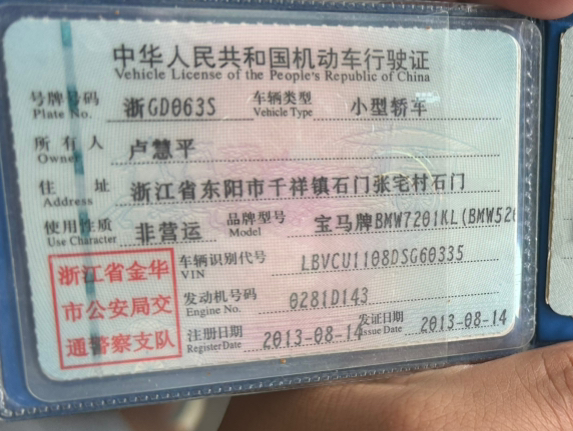 中华人民共和国机动车行驶证
Vehicle License of the People's Republic of China
号牌号码 浙GD063S 车辆类型 小型轿车
Plate No. Vehicle Type
所有人 卢慧平
Owner
住址 浙江省东阳市千祥镇石门张宅村石门
Address
使用性质 非营运 品牌型号 宝马牌BMW7201KL(BMW520
Use Character Model
浙江省金华
市公安局交
通警察支队
车辆识别代号 LBVCU1108DSG60335
VIN
发动机号码 0281D143
Engine No.
注册日期 2013-08-14 发证日期 2013-08-14
Register Date Issue Date